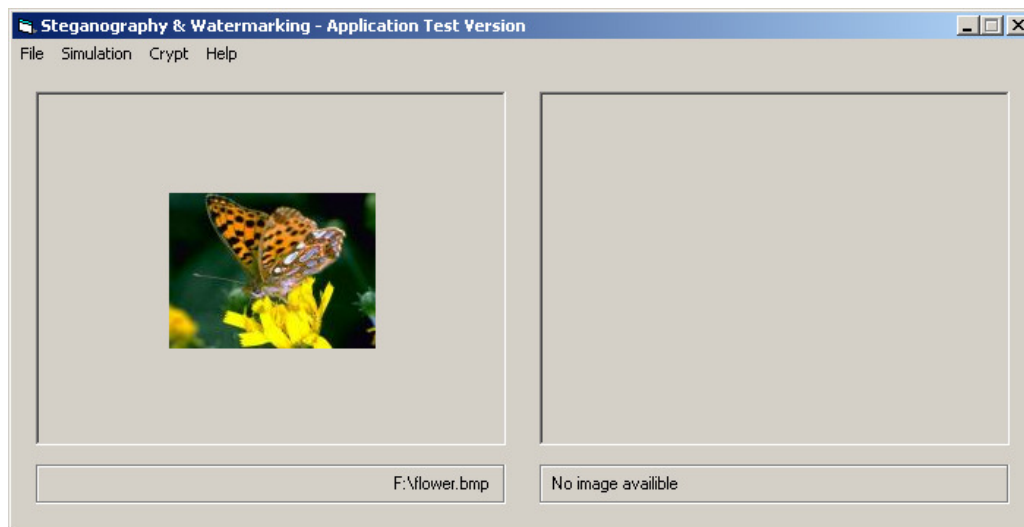 Steganography & Watermarking - Application Test Version
File Simulation Crypt Help
F:\flower.bmp
No image availible